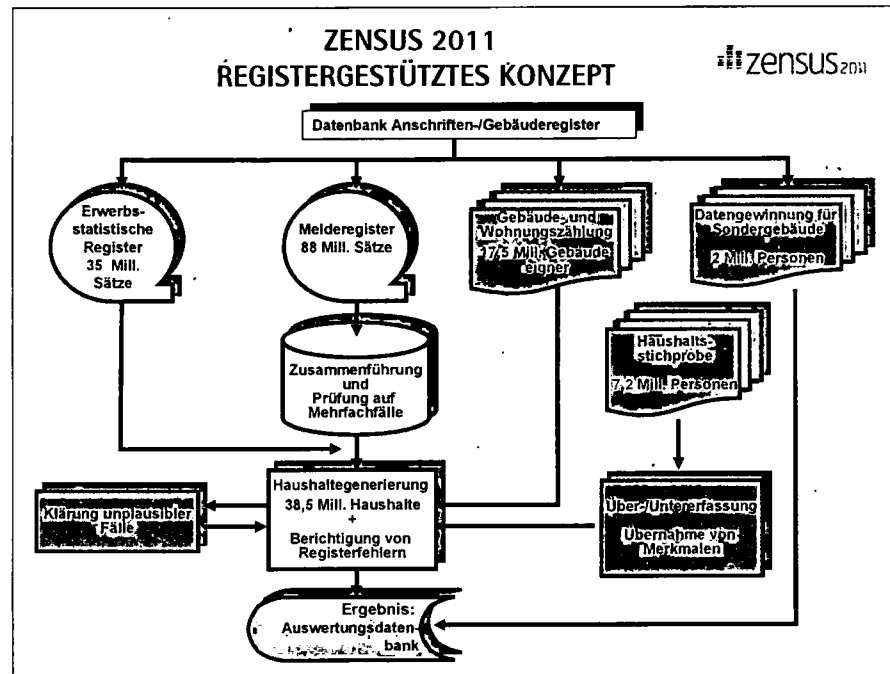 ZENSUS 2011
REGISTERGESTÜTZTES KONZEPT
zensus2011
Datenbank Anschriften-/Gebäuderegister
Erwerbs-
statistische
Register
35 Mill.
Sätze
Melderegister
88 Mill. Sätze
Gebäude- und
Wohnungszählung
17,5 Mill. Gebäude
eigner
Datengewinnung für
Sondergebäude
2 Mill. Personen
Haushalts-
stichprobe
7,2 Mill. Personen
Zusammenführung
und
Prüfung auf
Mehrfachfälle
Haushaltegenerierung
38,5 Mill. Haushalte
+
Berichtigung von
Registerfehlern
Klärung unplausibler
Fälle
Über-/Untererfassung
Übernahme von
Merkmalen
Ergebnis:
Auswertungsdaten-
bank